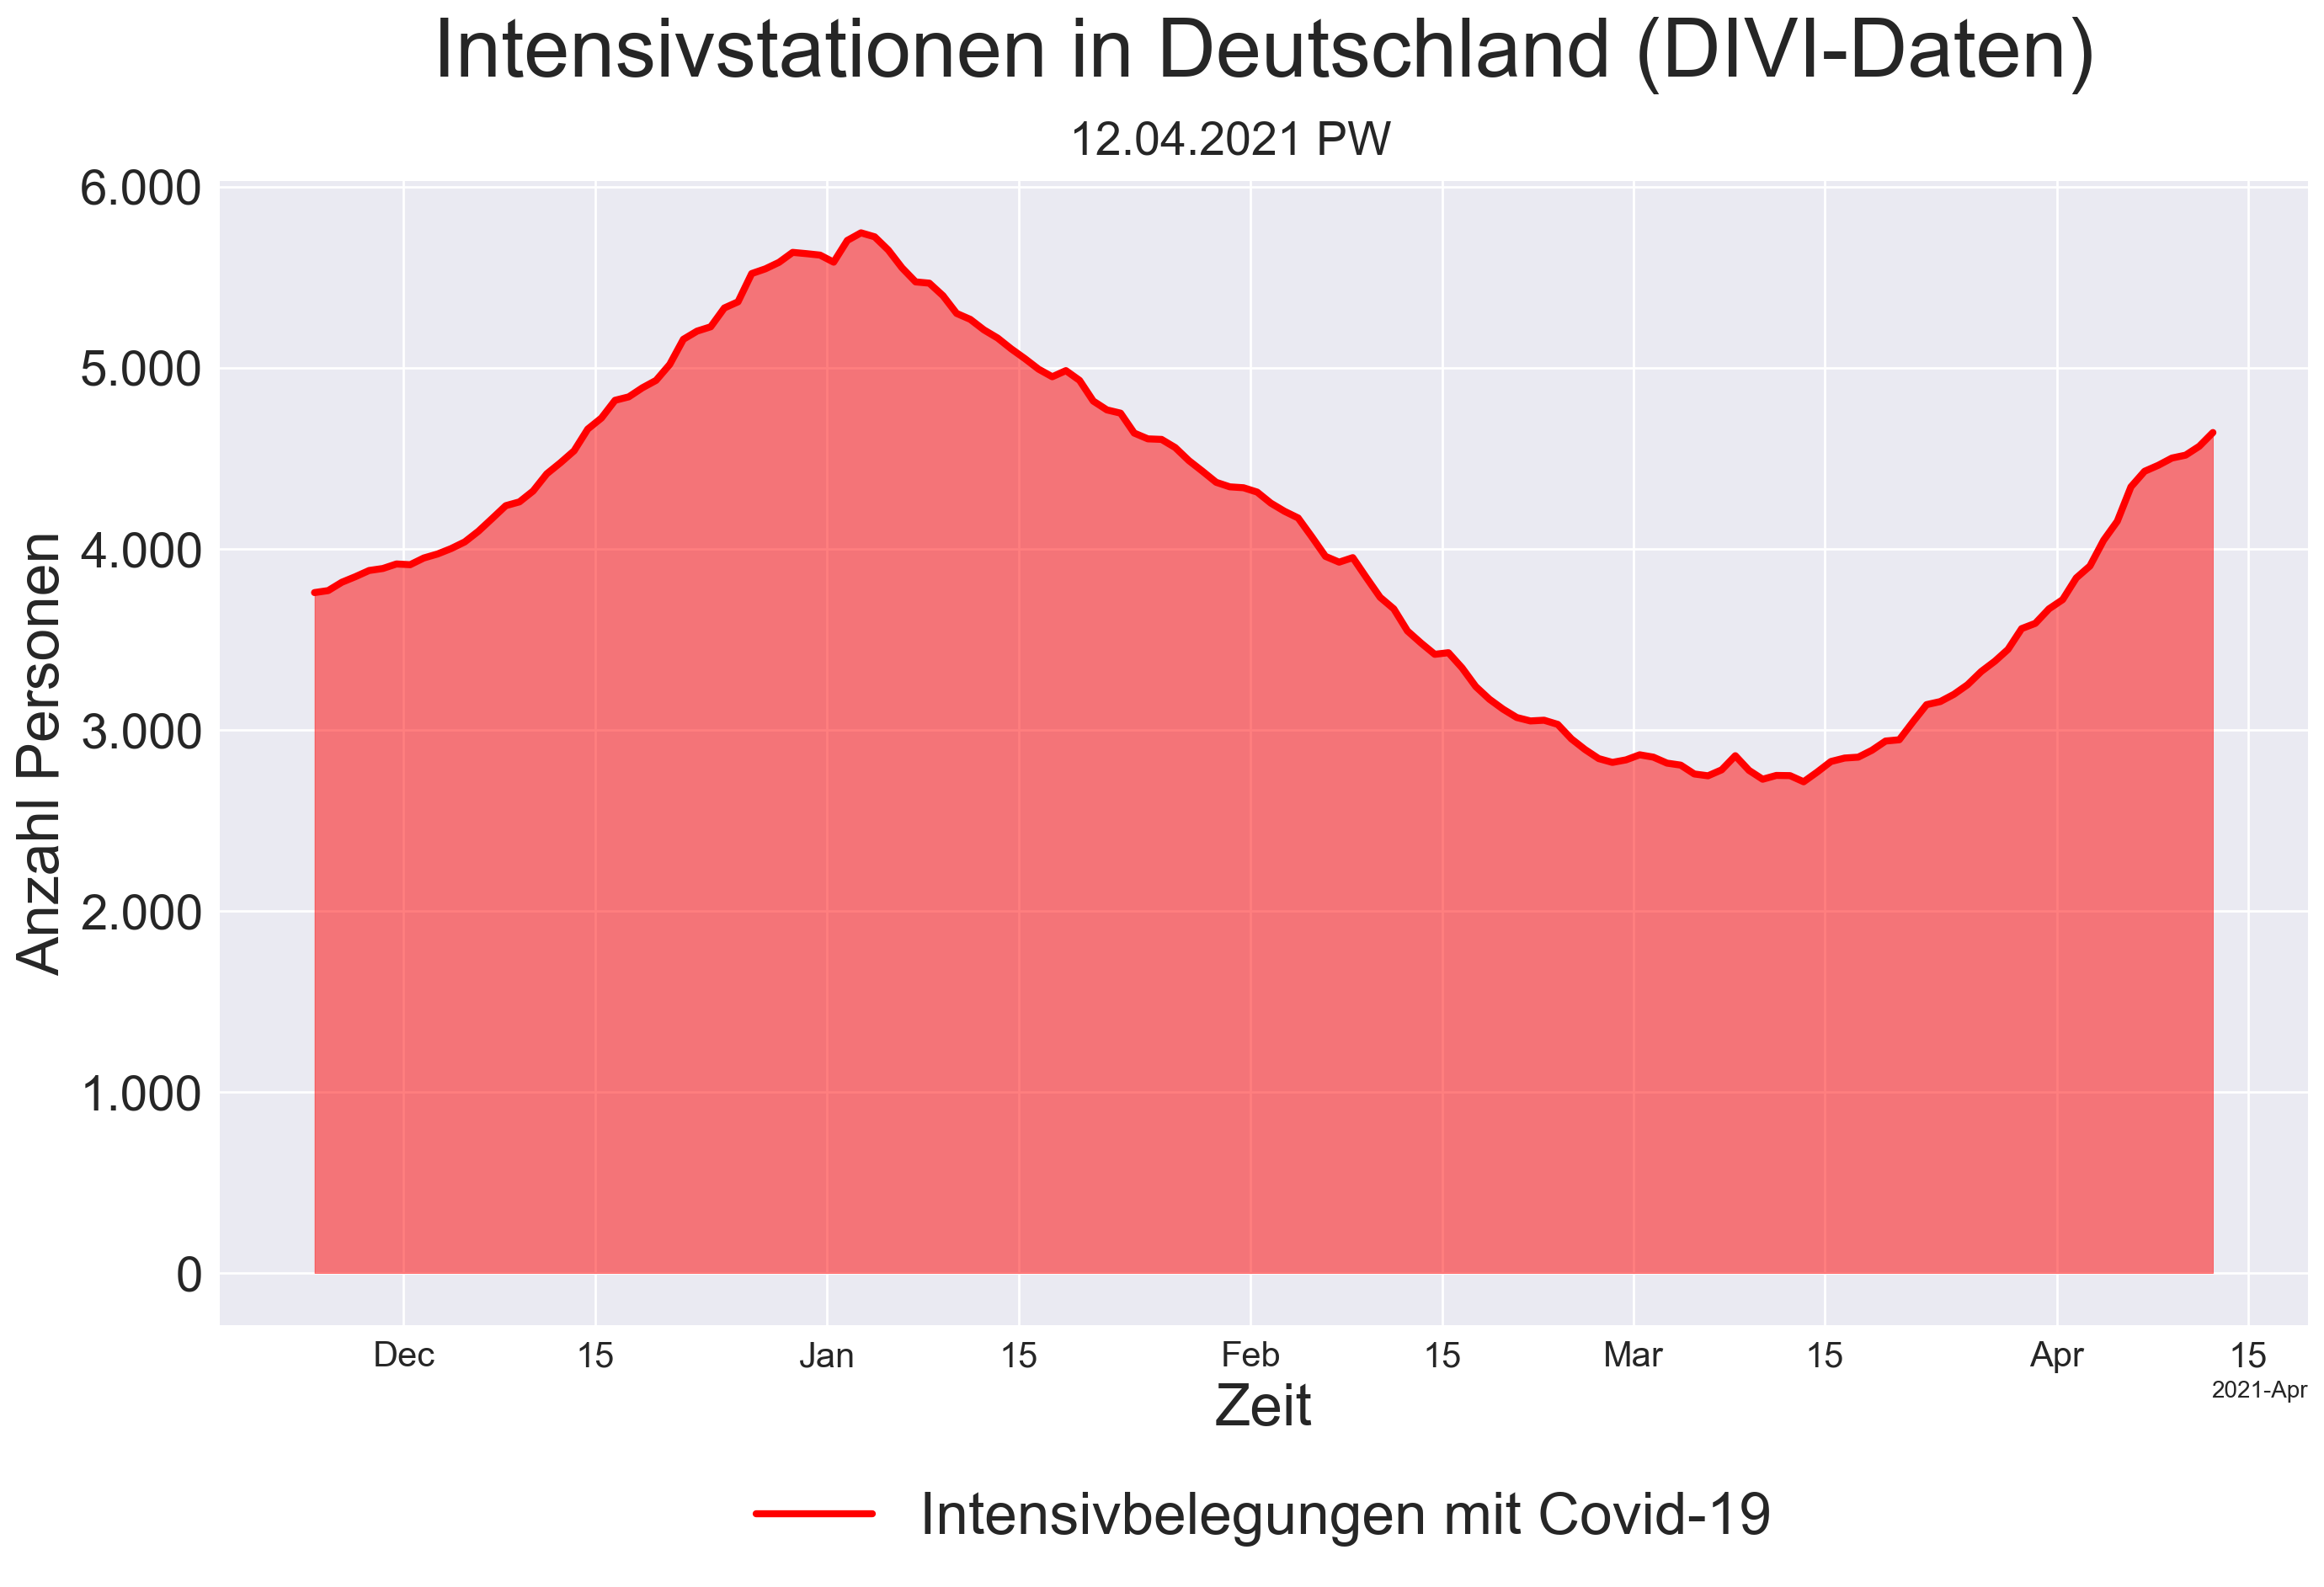 Intensivstationen in Deutschland (DIVI-Daten)
12.04.2021 PW
6.000
5.000
4.000
3.000
2.000
1.000
0
Anzahl Personen
Dec 15 Jan 15 Feb 15 Mar 15 Apr 15
2021-Apr
Zeit
Intensivbelegungen mit Covid-19